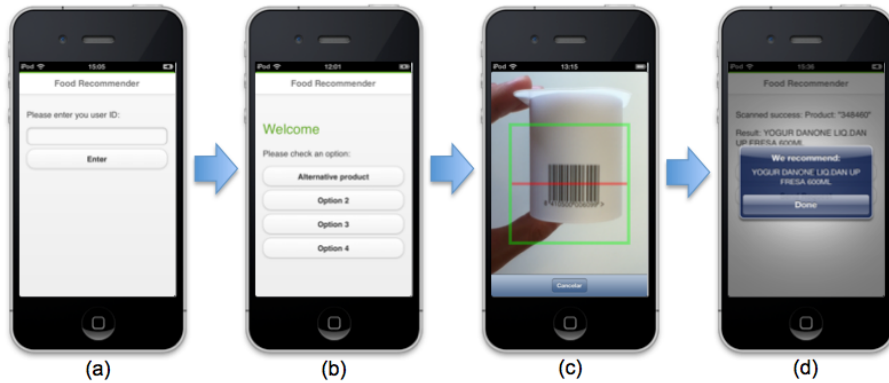 iPod 15:05
Food Recommender
Please enter you user ID:
Enter
(a)
iPod 12:01
Food Recommender
Welcome
Please check an option:
Alternative product
Option 2
Option 3
Option 4
(b)
iPod 13:15
Cancelar
(c)
iPod 15:35
Food Recommender
Scanned success: Product: "348460"
Result: YOGUR DANONE LIQ.DAN
UP FRESA 600ML
We recommend:
YOGUR DANONE LIQ.DAN UP
FRESA 600ML
Done
(d)